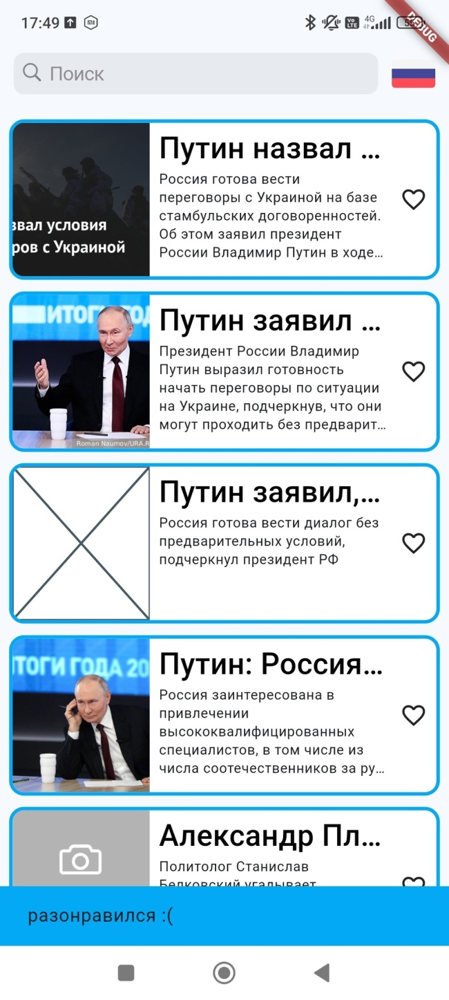 17:49
Vo LTE
4G
DEBUG
Поиск
звал условия
ров с Украиной
Путин назвал ...
Россия готова вести
переговоры с Украиной на базе
стамбульских договоренностей.
Об этом заявил президент
России Владимир Путин в ходе...
ИТОГИ ГОД
Roman Naumov/URA.R
Путин заявил ...
Президент России Владимир
Путин выразил готовность
начать переговоры по ситуации
на Украине, подчеркнув, что они
могут проходить без предварит...
Путин заявил,...
Россия готова вести диалог без
предварительных условий,
подчеркнул президент РФ
ТОГИ ГОДА 20
Путин: Россия...
Россия заинтересована в
привлечении
высококвалифицированных
специалистов, в том числе из
числа соотечественников за ру...
Александр Пл...
Политолог Станислав
Белковский угадывает
разонравился :(